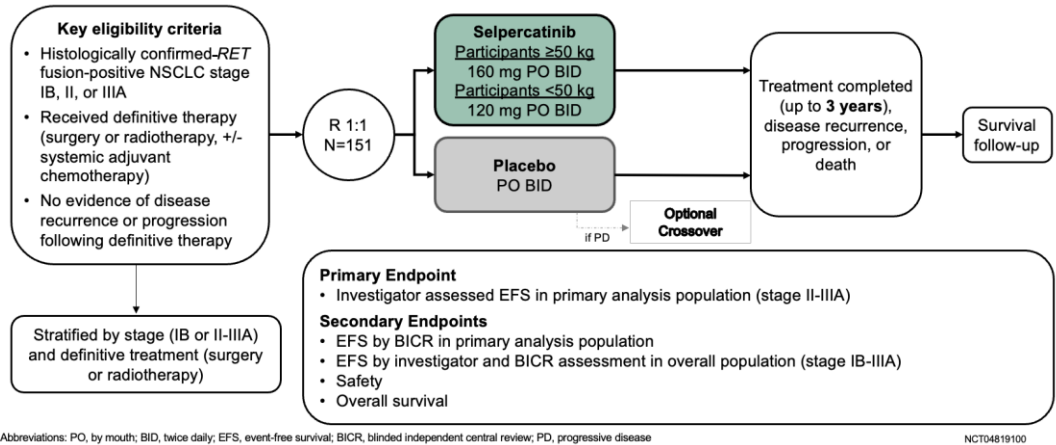 Key eligibility criteria
• Histologically confirmed-RET
fusion-positive NSCLC stage
IB, II, or IIIA
• Received definitive therapy
(surgery or radiotherapy, +/-
systemic adjuvant
chemotherapy)
• No evidence of disease
recurrence or progression
following definitive therapy
Stratified by stage (IB or II-IIIA)
and definitive treatment (surgery
or radiotherapy)
R 1:1
N=151
Selpercatinib
Participants ≥50 kg
160 mg PO BID
Participants <50 kg
120 mg PO BID
Placebo
PO BID
if PD
Optional
Crossover
Treatment completed
(up to 3 years),
disease recurrence,
progression, or
death
Survival
follow-up
Primary Endpoint
• Investigator assessed EFS in primary analysis population (stage II-IIIA)
Secondary Endpoints
• EFS by BICR in primary analysis population
• EFS by investigator and BICR assessment in overall population (stage IB-IIIA)
• Safety
• Overall survival
Abbreviations: PO, by mouth; BID, twice daily; EFS, event-free survival; BICR, blinded independent central review; PD, progressive disease
NCT04819100